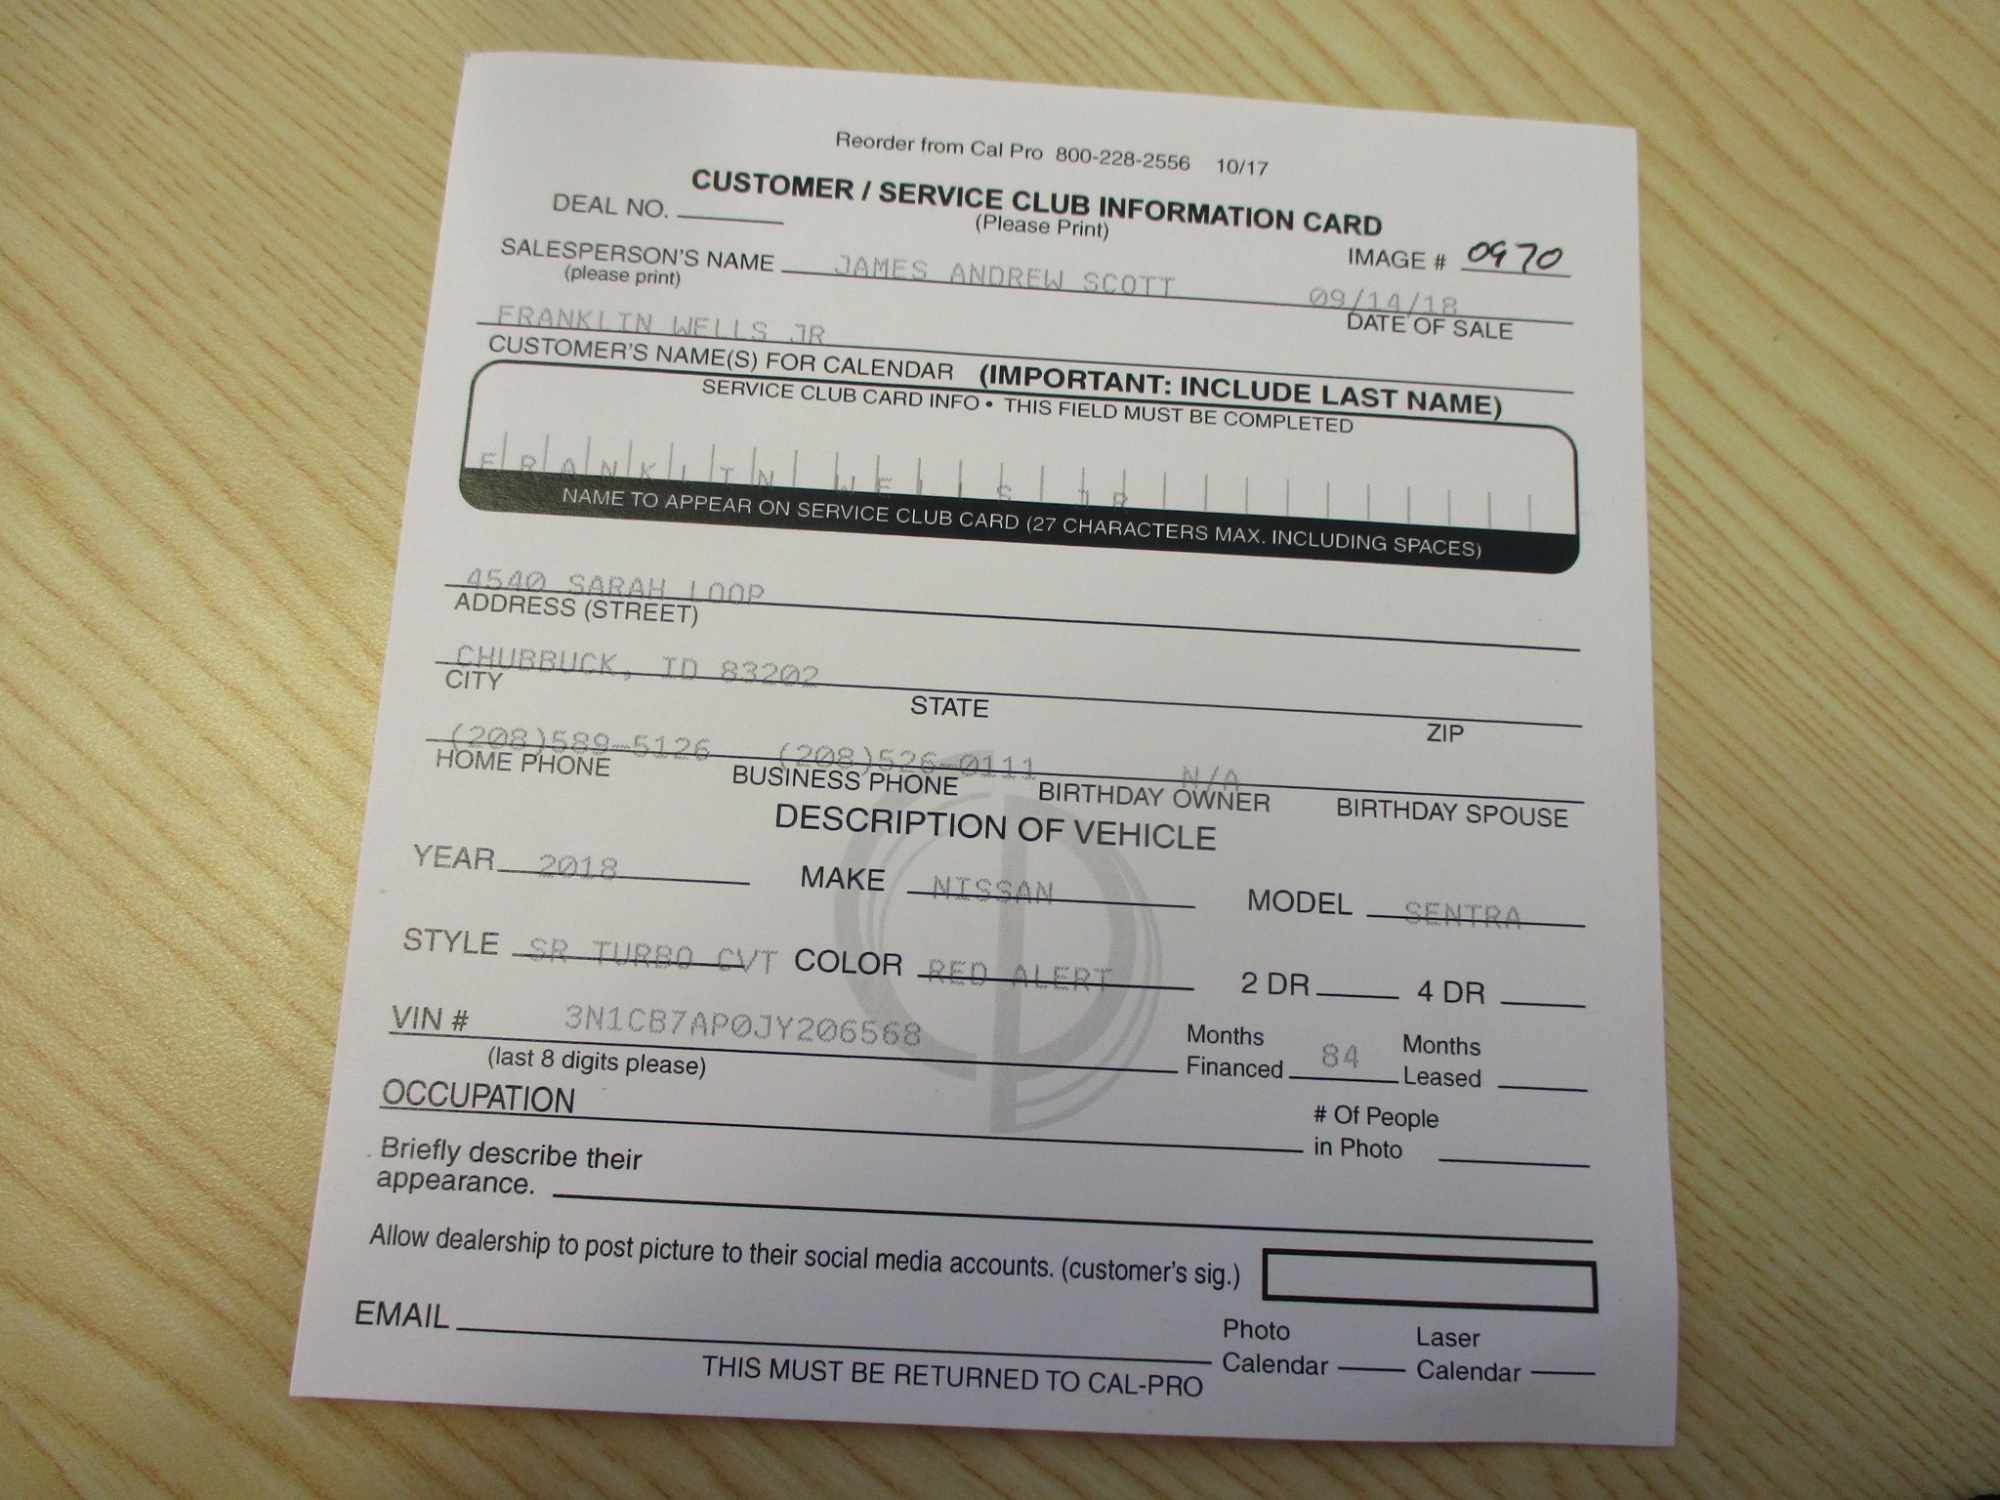 Reorder from Cal Pro 800-228-2556 10/17
CUSTOMER / SERVICE CLUB INFORMATION CARD
(Please Print)
DEAL NO.
IMAGE # 0970
SALESPERSON'S NAME JAMES ANDREW SCOTT 09/14/18
(please print)
DATE OF SALE
FRANKLIN WELLS JR
CUSTOMER'S NAME(S) FOR CALENDAR (IMPORTANT: INCLUDE LAST NAME)
SERVICE CLUB CARD INFO • THIS FIELD MUST BE COMPLETED
FRANKLIN WELLS JR
NAME TO APPEAR ON SERVICE CLUB CARD (27 CHARACTERS MAX. INCLUDING SPACES)
4540 SARAH LOOP
ADDRESS (STREET)
CHUBBUCK, ID 83202
CITY STATE ZIP
(208)589-5126 (208)526-0111 N/A
HOME PHONE BUSINESS PHONE BIRTHDAY OWNER BIRTHDAY SPOUSE
DESCRIPTION OF VEHICLE
YEAR 2018 MAKE NISSAN MODEL SENTRA
STYLE SR TURBO CVT COLOR RED ALERT 2 DR 4 DR
VIN # 3N1CB7AP0JY206568 Months Financed 84 Months Leased
(last 8 digits please)
OCCUPATION # Of People in Photo
Briefly describe their
appearance.
Allow dealership to post picture to their social media accounts. (customer's sig.)
EMAIL Photo Calendar Laser Calendar
THIS MUST BE RETURNED TO CAL-PRO